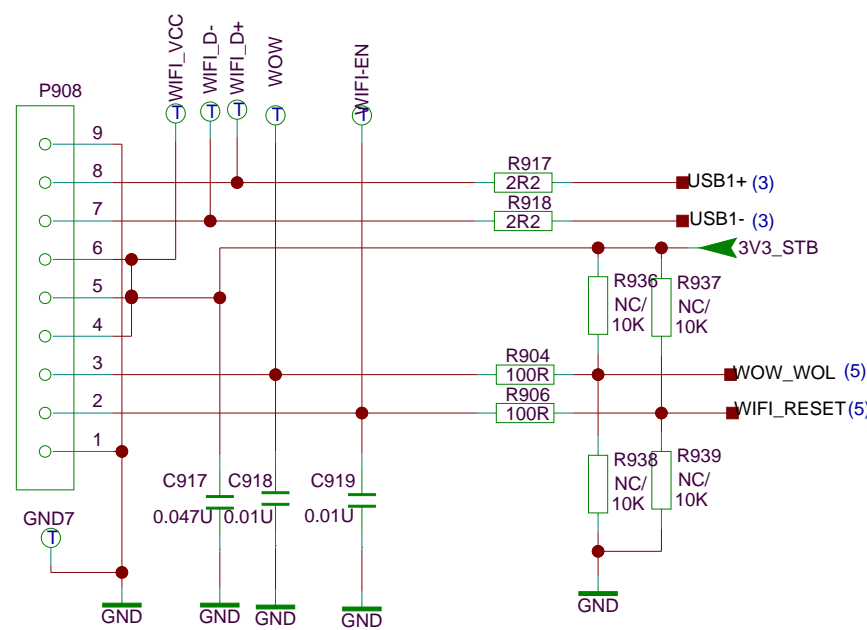 WIFI_VCC
WIFI_D-
WIFI_D+
WOW
WIFI-EN
T
T
T
T
T
P908
9
8
7
6
5
4
3
2
1
R917
2R2
USB1+ (3)
R918
2R2
USB1- (3)
3V3_STB
R936
NC/
10K
R937
NC/
10K
R904
100R
WOW_WOL (5)
R906
100R
WIFI_RESET (5)
C917
0.047U
C918
0.01U
C919
0.01U
R938
NC/
10K
R939
NC/
10K
GND7
T
GND
GND
GND
GND
GND